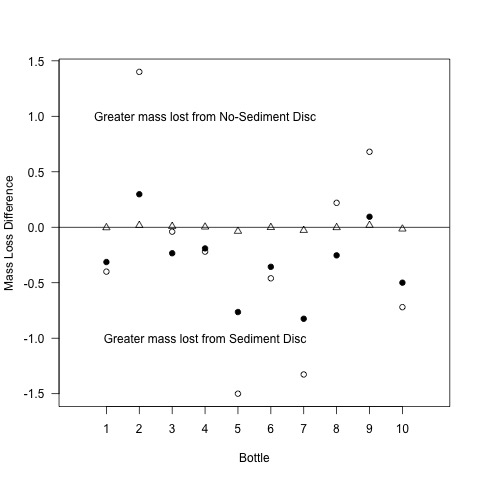 1.5
Greater mass lost from No-Sediment Disc
1.0
0.5
0.0
-0.5
-1.0
Greater mass lost from Sediment Disc
-1.5
Mass Loss Difference
1 2 3 4 5 6 7 8 9 10
Bottle